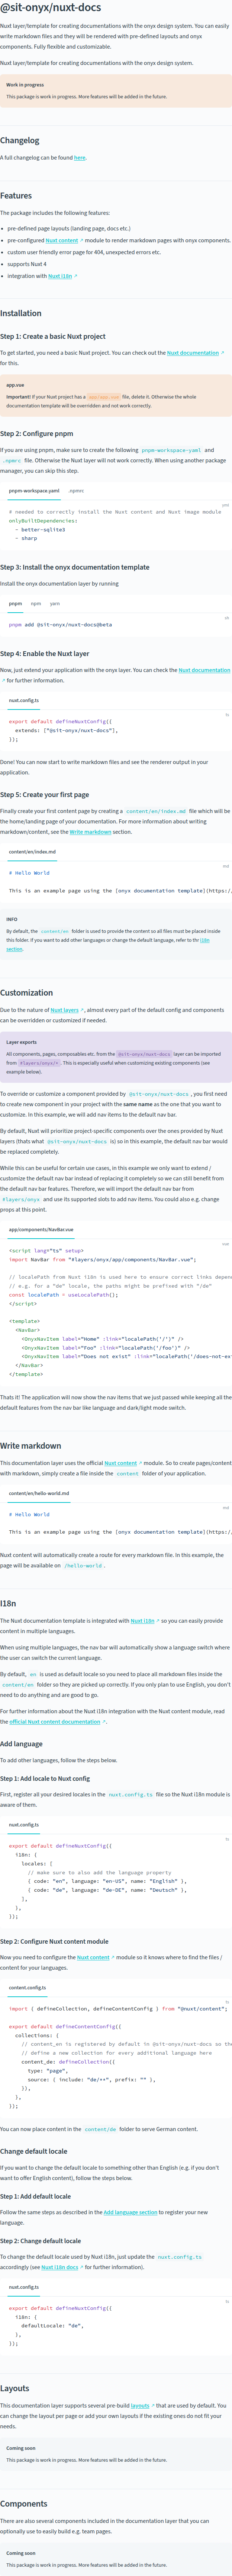 @sit-onyx/nuxt-docs
Nuxt layer/template for creating documentations with the onyx design system. You can easily
write markdown files and they will be rendered with pre-defined layouts and onyx
components. Fully flexible and customizable.
Nuxt layer/template for creating documentations with the onyx design system.
Work in progress
This package is work in progress. More features will be added in the future.
Changelog
A full changelog can be found here.
Features
The package includes the following features:
• pre-defined page layouts (landing page, docs etc.)
• pre-configured Nuxt content ↗ module to render markdown pages with onyx components.
• custom user friendly error page for 404, unexpected errors etc.
• supports Nuxt 4
• integration with Nuxt i18n ↗
Installation
Step 1: Create a basic Nuxt project
To get started, you need a basic Nuxt project. You can check out the Nuxt documentation ↗
for this.
app.vue
Important! If your Nuxt project has a app/app.vue file, delete it. Otherwise the whole
documentation template will be overridden and not work correctly.
Step 2: Configure pnpm
If you are using pnpm, make sure to create the following pnpm-workspace.yaml and
.npmrc file. Otherwise the Nuxt layer will not work correctly. When using another package
manager, you can skip this step.
pnpm-workspace.yaml .npmrc
yml
# needed to correctly install the Nuxt content and Nuxt image module
onlyBuiltDependencies:
- better-sqlite3
- sharp
Step 3: Install the onyx documentation template
Install the onyx documentation layer by running
pnpm npm yarn
sh
pnpm add @sit-onyx/nuxt-docs@beta
Step 4: Enable the Nuxt layer
Now, just extend your application with the onyx layer. You can check the Nuxt documentation
↗ for further information.
nuxt.config.ts
ts
export default defineNuxtConfig({
extends: ["@sit-onyx/nuxt-docs"],
});
Done! You can now start to write markdown files and see the renderer output in your
application.
Step 5: Create your first page
Finally create your first content page by creating a content/en/index.md file which will be
the home/landing page of your documentation. For more information about writing
markdown/content, see the Write markdown section.
content/en/index.md
md
# Hello World
This is an example page using the [onyx documentation template](https:/
INFO
By default, the content/en folder is used to provide the content so all files must be placed inside
this folder. If you want to add other languages or change the default language, refer to the i18n
section.
Customization
Due to the nature of Nuxt layers ↗, almost every part of the default config and components
can be overridden or customized if needed.
Layer exports
All components, pages, composables etc. from the @sit-onyx/nuxt-docs layer can be imported
from #layers/onyx/* . This is especially useful when customizing existing components (see
example below).
To override or customize a component provided by @sit-onyx/nuxt-docs , you first need
to create new component in your project with the same name as the one that you want to
customize. In this example, we will add nav items to the default nav bar.
By default, Nuxt will prioritize project-specific components over the ones provided by Nuxt
layers (thats what @sit-onyx/nuxt-docs is) so in this example, the default nav bar would
be replaced completely.
While this can be useful for certain use cases, in this example we only want to extend /
customize the default nav bar instead of replacing it completely so we can still benefit from
the default nav bar features. Therefore, we will import the default nav bar from
#layers/onyx and use its supported slots to add nav items. You could also e.g. change
props at this point.
app/components/NavBar.vue
vue
<script lang="ts" setup>
import NavBar from "#layers/onyx/app/components/NavBar.vue";
// localePath from Nuxt i18n is used here to ensure correct links depen
// e.g. for a "de" locale, the paths might be prefixed with "/de"
const localePath = useLocalePath();
</script>
<template>
<NavBar>
<OnyxNavItem label="Home" :link="localePath('/')" />
<OnyxNavItem label="Foo" :link="localePath('/foo')" />
<OnyxNavItem label="Does not exist" :link="localePath('/does-not-ex
</NavBar>
</template>
Thats it! The application will now show the nav items that we just passed while keeping all the
default features from the nav bar like language and dark/light mode switch.
Write markdown
This documentation layer uses the official Nuxt content ↗ module. So to create pages/content
with markdown, simply create a file inside the content folder of your application.
content/en/hello-world.md
md
# Hello World
This is an example page using the [onyx documentation template](https:/
Nuxt content will automatically create a route for every markdown file. In this example, the
page will be available on /hello-world .
I18n
The Nuxt documentation template is integrated with Nuxt i18n ↗ so you can easily provide
content in multiple languages.
When using multiple languages, the nav bar will automatically show a language switch where
the user can switch the current language.
By default, en is used as default locale so you need to place all markdown files inside the
content/en folder so they are picked up correctly. If you only plan to use English, you don't
need to do anything and are good to go.
For further information about the Nuxt i18n integration with the Nuxt content module, read
the official Nuxt content documentation ↗.
Add language
To add other languages, follow the steps below.
Step 1: Add locale to Nuxt config
First, register all your desired locales in the nuxt.config.ts file so the Nuxt i18n module is
aware of them.
nuxt.config.ts
ts
export default defineNuxtConfig({
i18n: {
locales: [
// make sure to also add the language property
{ code: "en", language: "en-US", name: "English" },
{ code: "de", language: "de-DE", name: "Deutsch" },
],
},
});
Step 2: Configure Nuxt content module
Now you need to configure the Nuxt content ↗ module so it knows where to find the files /
content for your languages.
content.config.ts
ts
import { defineCollection, defineContentConfig } from "@nuxt/content";
export default defineContentConfig({
collections: {
// content_en is registered by default in @sit-onyx/nuxt-docs so the
// define a new collection for every additional language here
content_de: defineCollection({
type: "page",
source: { include: "de/**", prefix: "" },
}),
},
});
You can now place content in the content/de folder to serve German content.
Change default locale
If you want to change the default locale to something other than English (e.g. if you don't
want to offer English content), follow the steps below.
Step 1: Add default locale
Follow the same steps as described in the Add language section to register your new
language.
Step 2: Change default locale
To change the default locale used by Nuxt i18n, just update the nuxt.config.ts
accordingly (see Nuxt i18n docs ↗ for further information).
nuxt.config.ts
ts
export default defineNuxtConfig({
i18n: {
defaultLocale: "de",
},
});
Layouts
This documentation layer supports several pre-build layouts ↗ that are used by default. You
can change the layout per page or add your own layouts if the existing ones do not fit your
needs.
Coming soon
This package is work in progress. More features will be added in the future.
Components
There are also several components included in the documentation layer that you can
optionally use to easily build e.g. team pages.
Coming soon
This package is work in progress. More features will be added in the future.